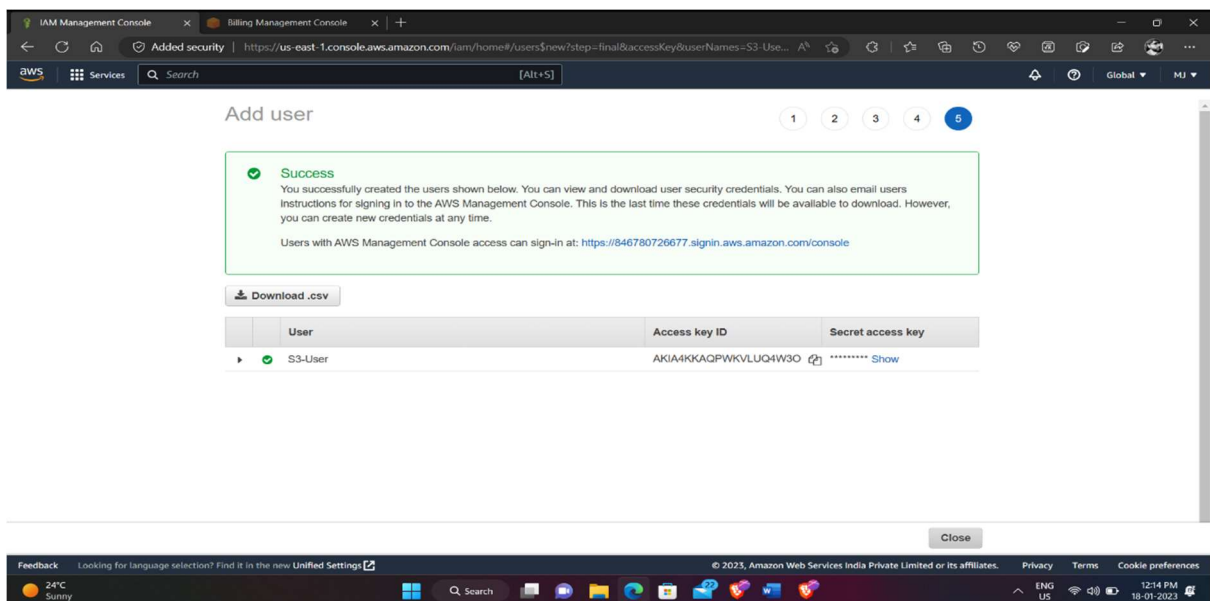 IAM Management Console
Billing Management Console
Added security
https://us-east-1.console.aws.amazon.com/iam/home#/users$new?step=final&accessKey&userNames=S3-Use...
aws
Services
Search
[Alt+S]
Global
MJ
Add user
1 2 3 4 5
Success
You successfully created the users shown below. You can view and download user security credentials. You can also email users
instructions for signing in to the AWS Management Console. This is the last time these credentials will be available to download. However,
you can create new credentials at any time.
Users with AWS Management Console access can sign-in at: https://846780726677.signin.aws.amazon.com/console
Download .csv
User Access key ID Secret access key
S3-User AKIA4KKAQPWKVLUQ4W3O ********* Show
Close
Feedback Looking for language selection? Find it in the new Unified Settings © 2023, Amazon Web Services India Private Limited or its affiliates. Privacy Terms Cookie preferences
24°C
Sunny
Search
22
ENG
US
12:14 PM
18-01-2023